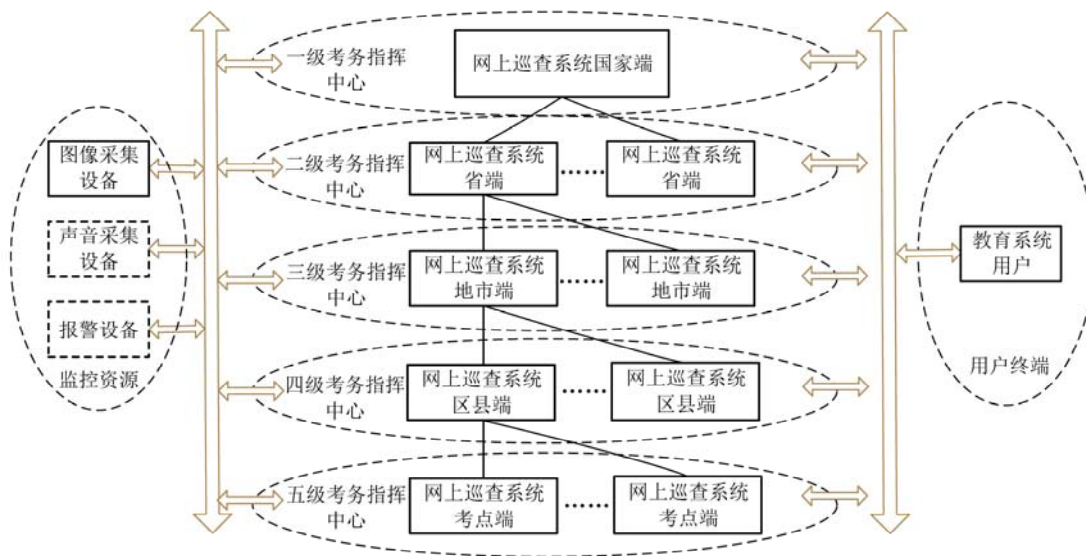 一级考务指挥
中心
网上巡查系统国家端
图像采集
设备
二级考务指挥
中心
网上巡查系统
省端
……
网上巡查系统
省端
声音采集
设备
三级考务指挥
中心
网上巡查系统
地市端
……
网上巡查系统
地市端
教育系统
用户
报警设备
监控资源
四级考务指挥
中心
网上巡查系统
区县端
……
网上巡查系统
区县端
用户终端
五级考务指挥
中心
网上巡查系统
考点端
……
网上巡查系统
考点端